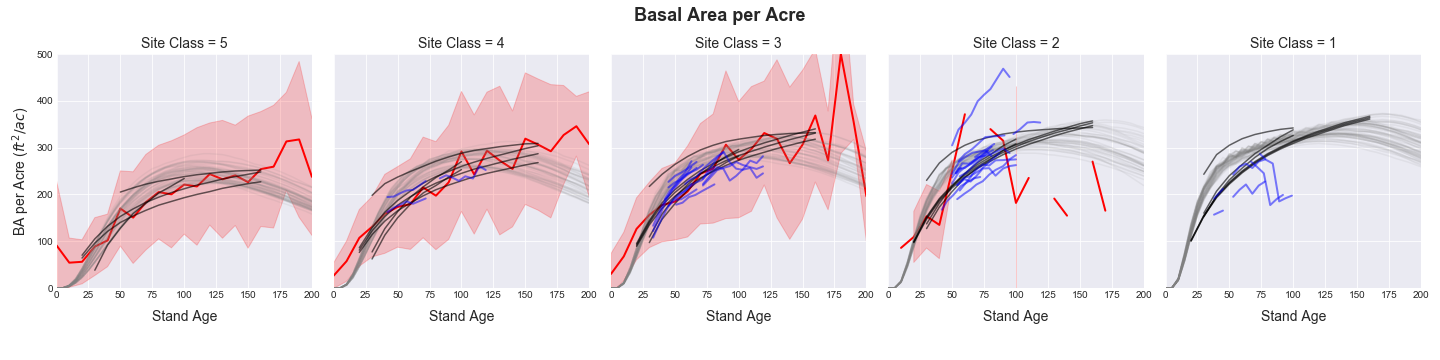 Basal Area per Acre
Site Class = 5
Site Class = 4
Site Class = 3
Site Class = 2
Site Class = 1
BA per Acre (ft²/ac)
500
400
300
200
100
0
0 25 50 75 100 125 150 175 200
0 25 50 75 100 125 150 175 200
0 25 50 75 100 125 150 175 200
0 25 50 75 100 125 150 175 200
0 25 50 75 100 125 150 175 200
Stand Age
Stand Age
Stand Age
Stand Age
Stand Age